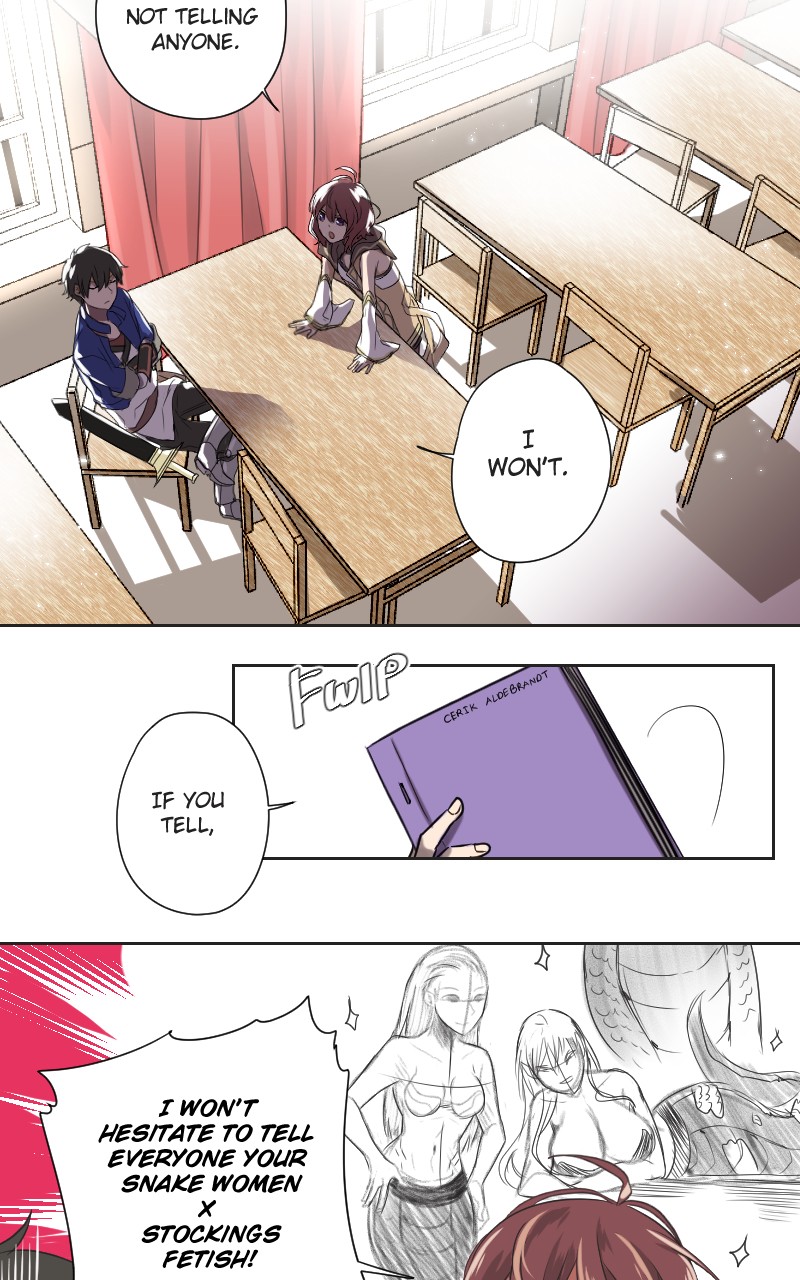 NOT TELLING
ANYONE.
I
WON'T.
FWIP
CERIK ALDEBRANDT
IF YOU
TELL,
I WON'T
HESITATE TO TELL
EVERYONE YOUR
SNAKE WOMEN
X
STOCKINGS
FETISH!